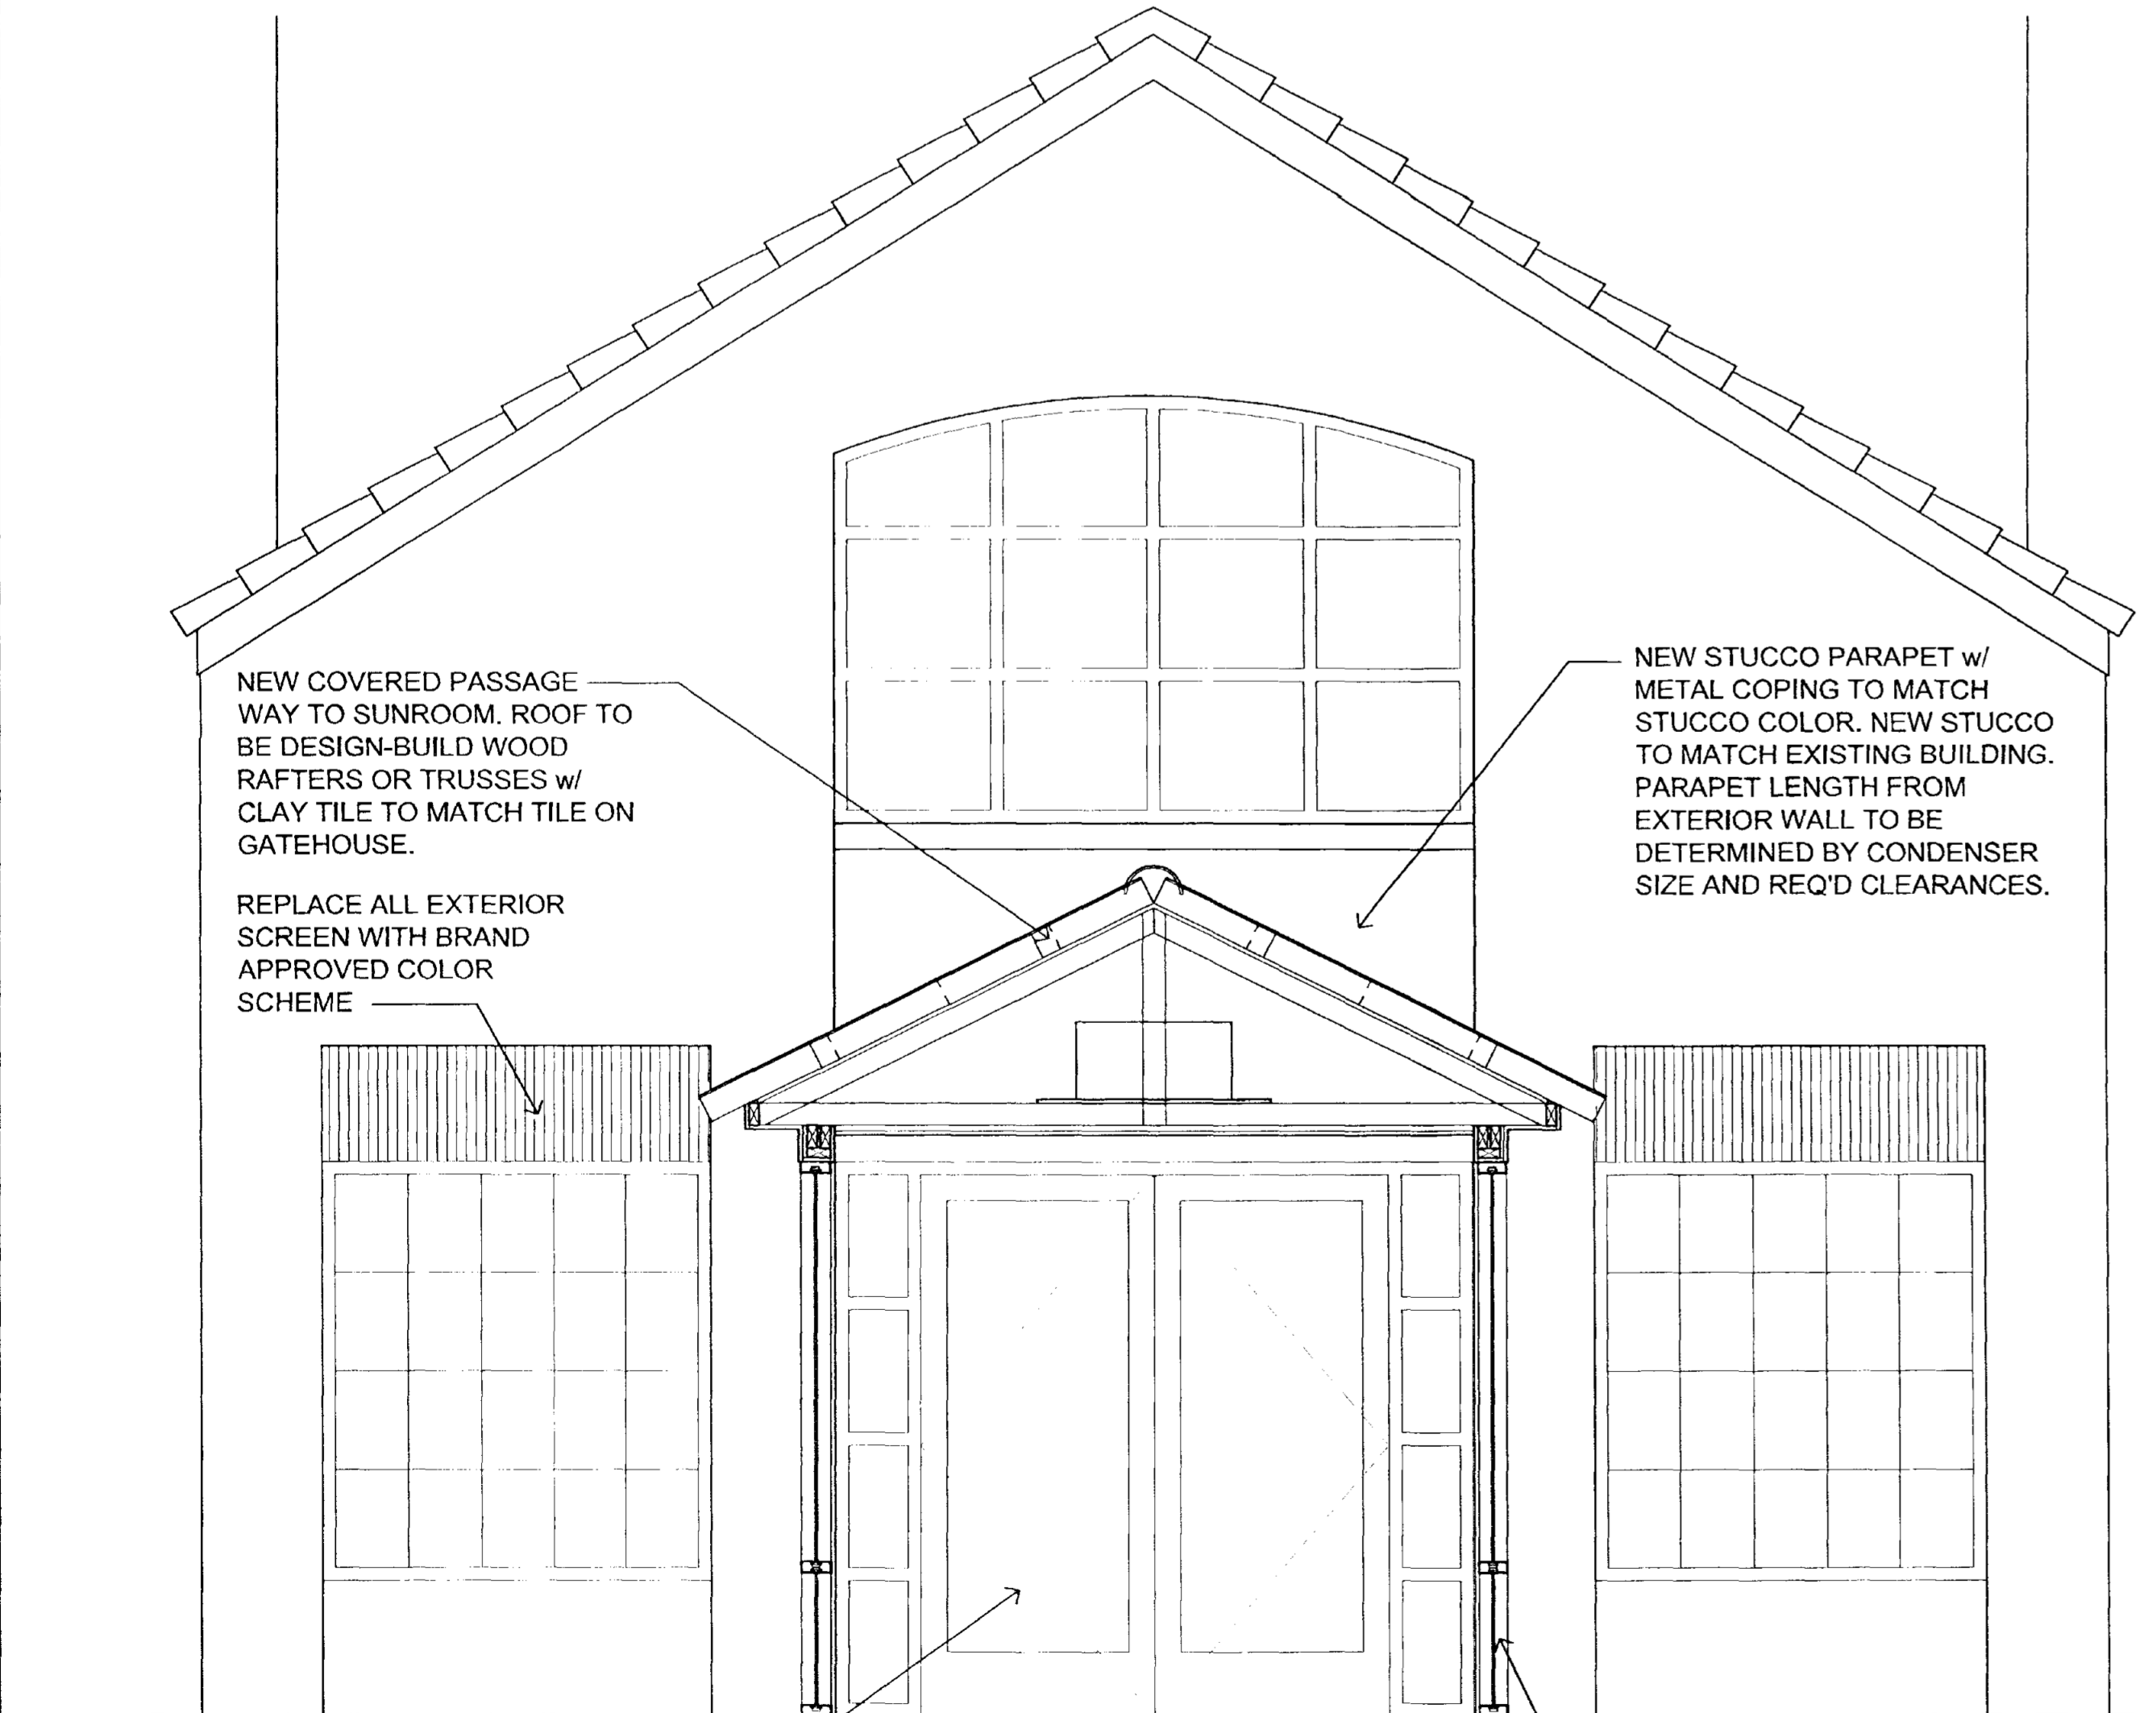 NEW COVERED PASSAGE
WAY TO SUNROOM. ROOF TO
BE DESIGN-BUILD WOOD
RAFTERS OR TRUSSES w/
CLAY TILE TO MATCH TILE ON
GATEHOUSE.
REPLACE ALL EXTERIOR
SCREEN WITH BRAND
APPROVED COLOR
SCHEME
NEW STUCCO PARAPET w/
METAL COPING TO MATCH
STUCCO COLOR. NEW STUCCO
TO MATCH EXISTING BUILDING.
PARAPET LENGTH FROM
EXTERIOR WALL TO BE
DETERMINED BY CONDENSER
SIZE AND REQ'D CLEARANCES.